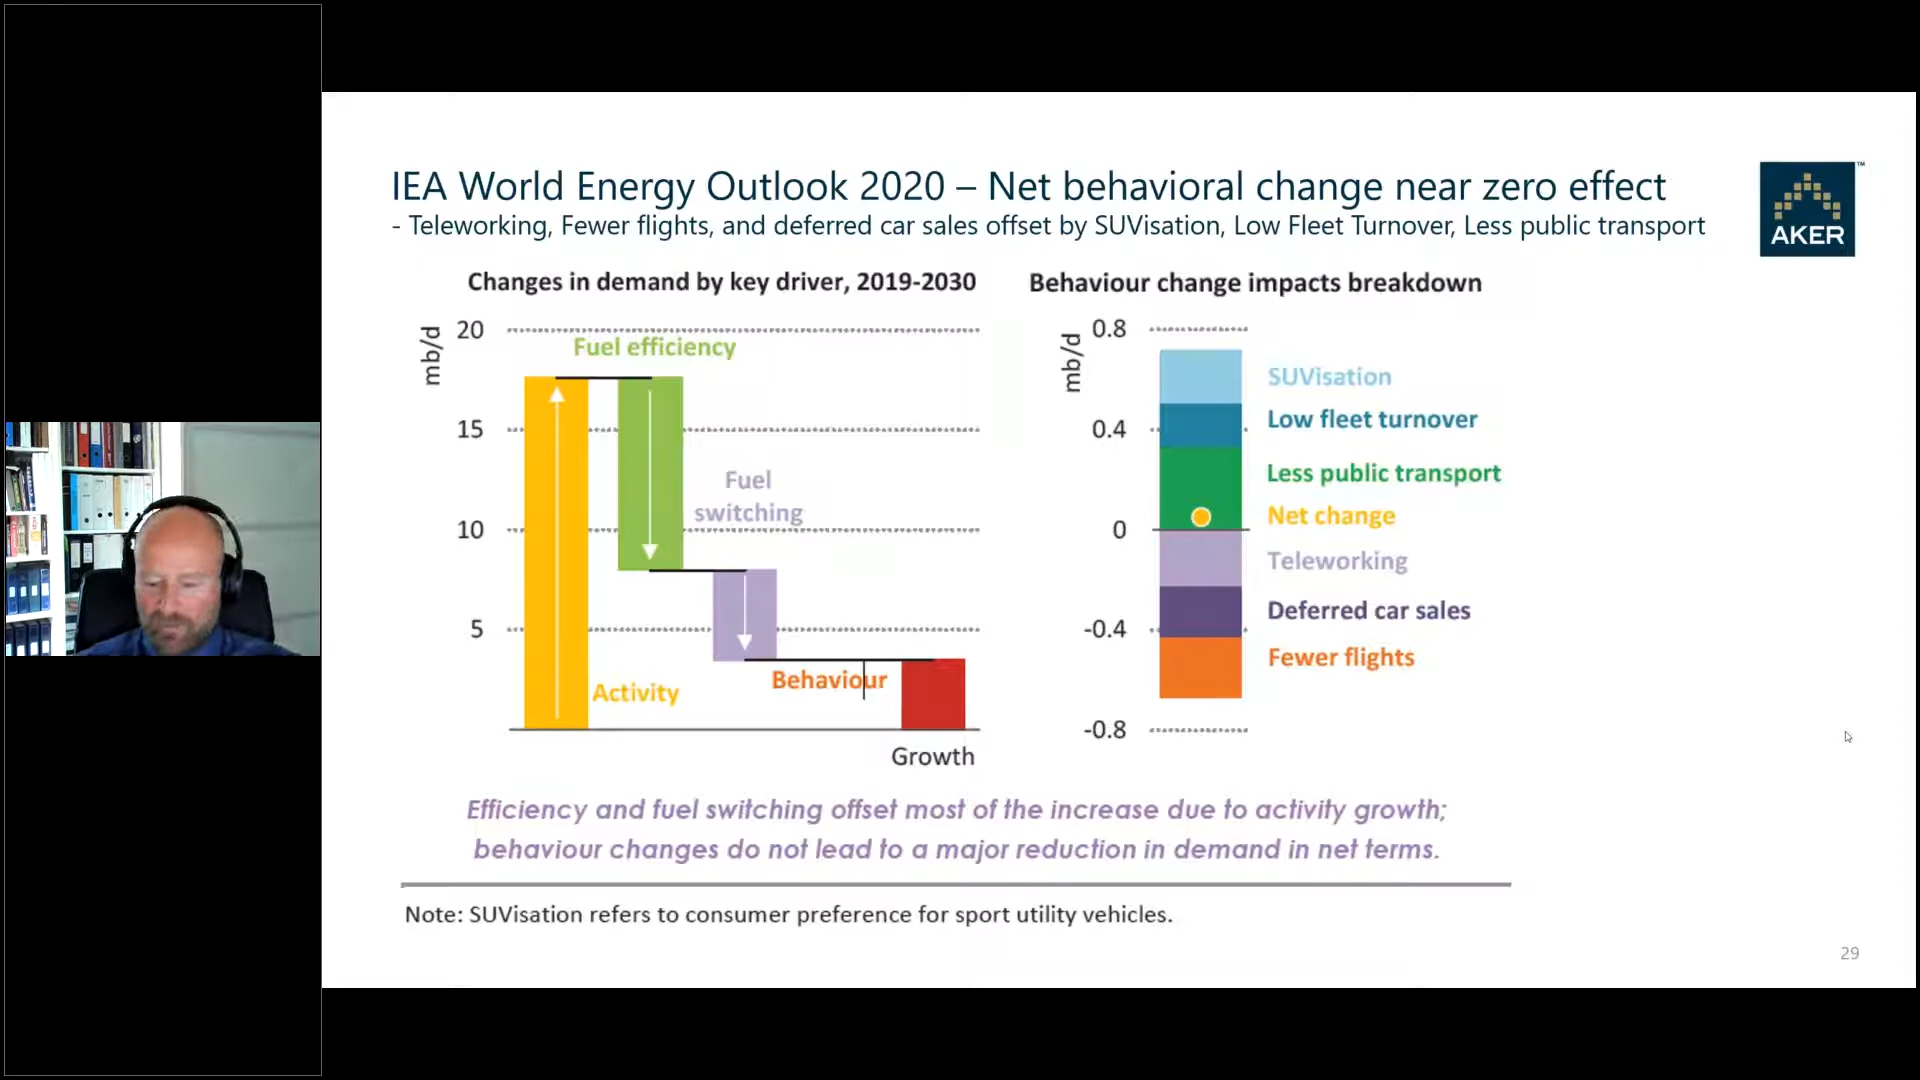 IEA World Energy Outlook 2020 – Net behavioral change near zero effect
- Teleworking, Fewer flights, and deferred car sales offset by SUVisation, Low Fleet Turnover, Less public transport
AKER
TM
Changes in demand by key driver, 2019-2030
mb/d
20
15
10
5
Fuel efficiency
Fuel
switching
Activity
Behaviour
Growth
Behaviour change impacts breakdown
mb/d
0.8
0.4
0
-0.4
-0.8
SUVisation
Low fleet turnover
Less public transport
Net change
Teleworking
Deferred car sales
Fewer flights
Efficiency and fuel switching offset most of the increase due to activity growth;
behaviour changes do not lead to a major reduction in demand in net terms.
Note: SUVisation refers to consumer preference for sport utility vehicles.
29